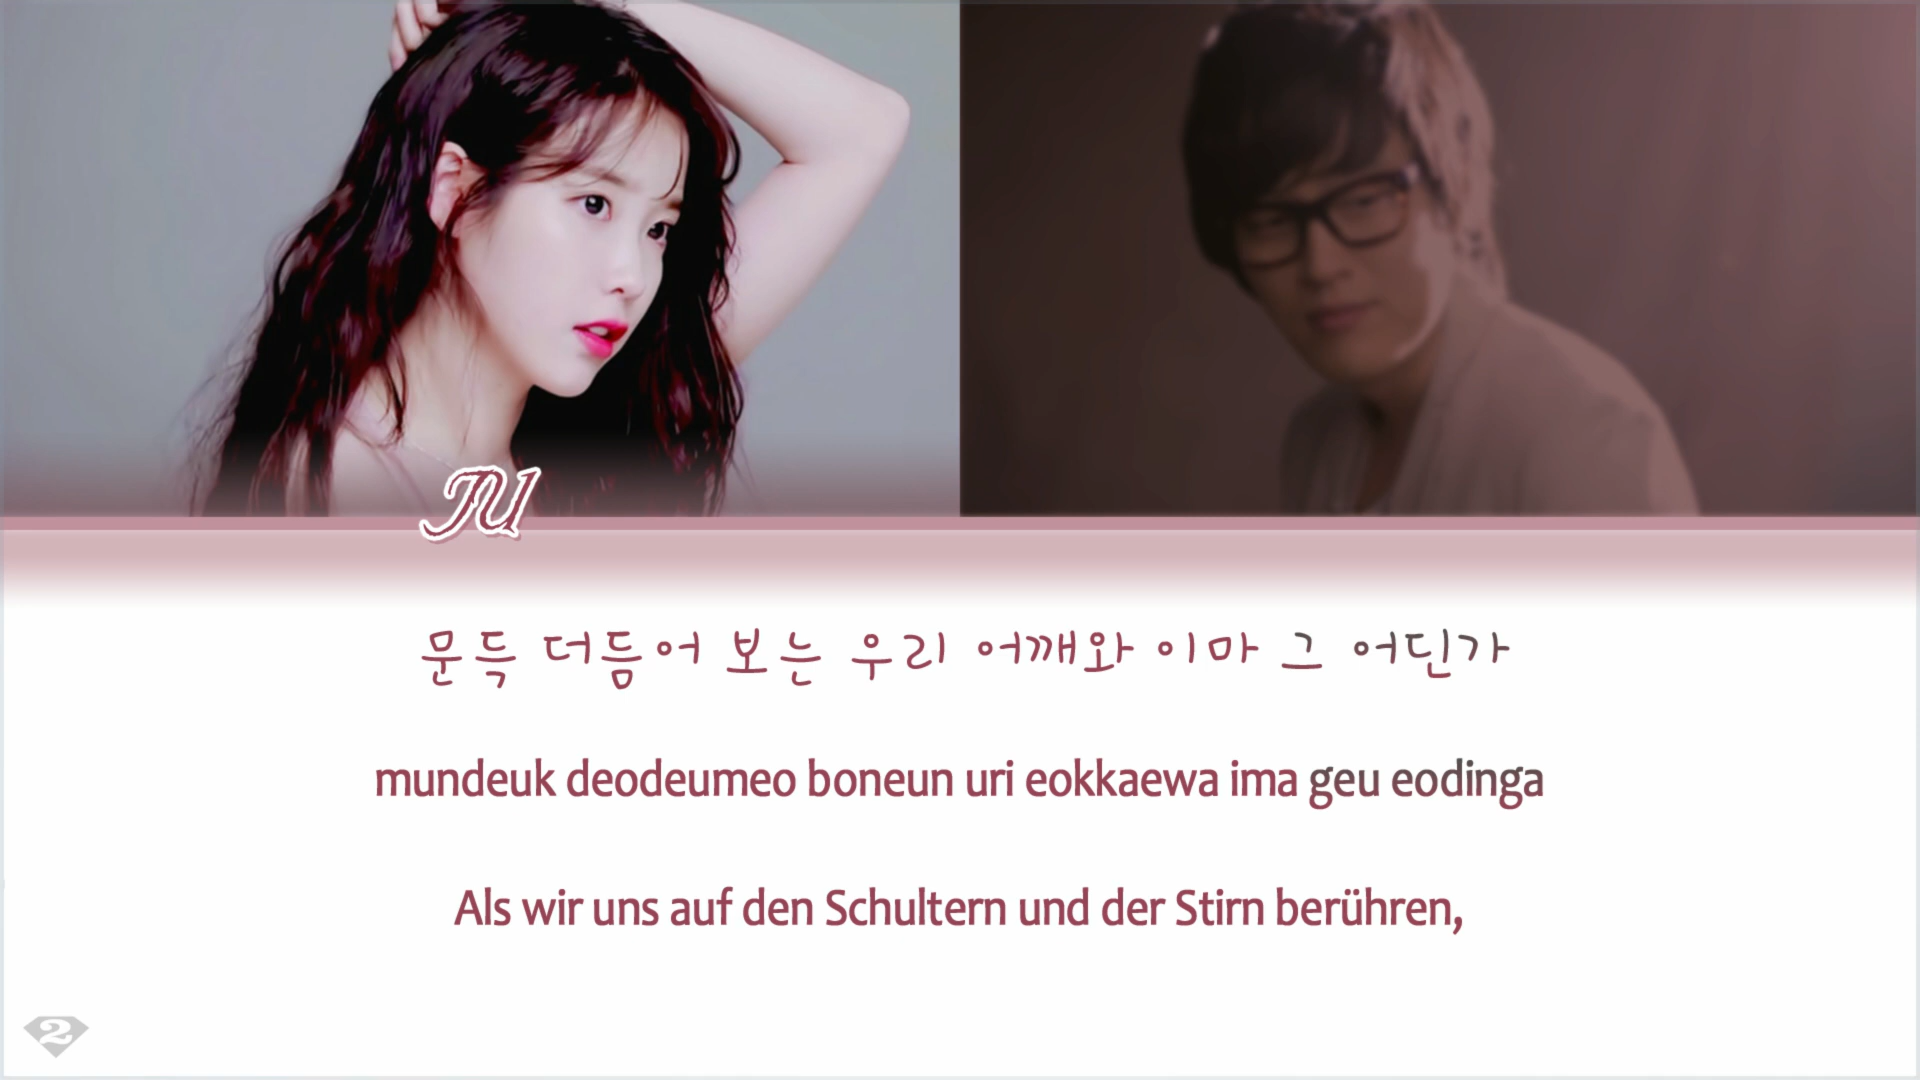 IU
문득 더듬어 보는 우리 어깨와 이마 그 어딘가
mundeuk deodeumeo boneun uri eokkaewa ima geu eodinga
Als wir uns auf den Schultern und der Stirn berühren,
2